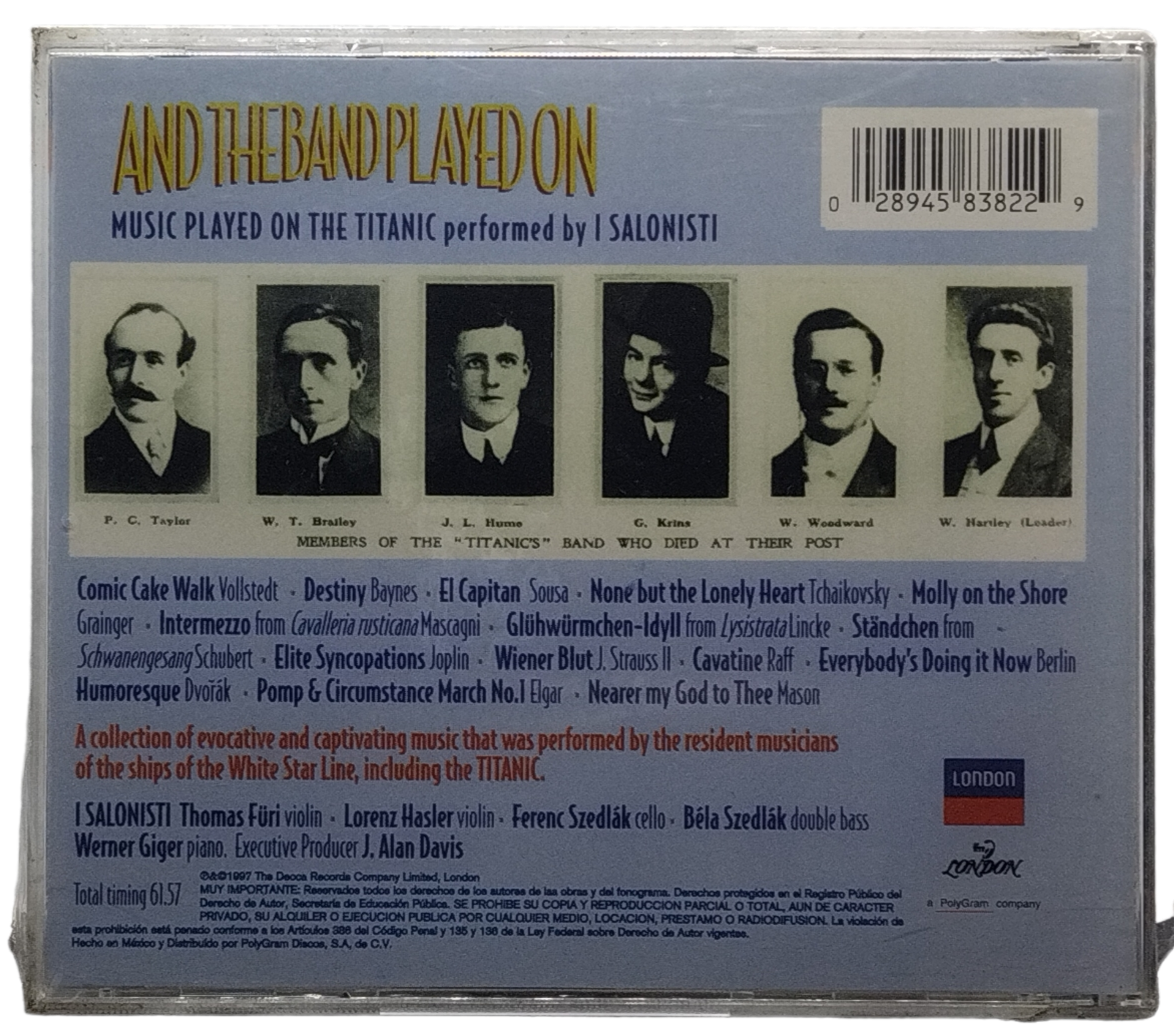 AND THE BAND PLAYED ON
MUSIC PLAYED ON THE TITANIC performed by I SALONISTI
0 28945 83822 9
P. C. Taylor
W. T. Brailey
J. L. Hume
G. Krins
W. Woodward
W. Hartley (Leader)
MEMBERS OF THE "TITANIC'S" BAND WHO DIED AT THEIR POST
Comic Cake Walk Vollstedt · Destiny Baynes · El Capitan Sousa · None but the Lonely Heart Tchaikovsky · Molly on the Shore
Grainger · Intermezzo from Cavalleria rusticana Mascagni · Glühwürmchen-Idyll from Lysistrata Lincke · Ständchen from
Schwanengesang Schubert · Elite Syncopations Joplin · Wiener Blut J. Strauss II · Cavatine Raff · Everybody's Doing it Now Berlin
Humoresque Dvořák · Pomp & Circumstance March No.1 Elgar · Nearer my God to Thee Mason
A collection of evocative and captivating music that was performed by the resident musicians
of the ships of the White Star Line, including the TITANIC.
I SALONISTI Thomas Füri violin · Lorenz Hasler violin · Ferenc Szedlák cello · Béla Szedlák double bass
Werner Giger piano. Executive Producer J. Alan Davis
LONDON
LONDON
a PolyGram company
Total timing 61.57
℗&©1997 The Decca Records Company Limited, London
MUY IMPORTANTE: Reservados todos los derechos de los autores de las obras y del fonograma. Derechos protegidos en el Registro Público del
Derecho de Autor, Secretaría de Educación Pública. SE PROHIBE SU COPIA Y REPRODUCCION PARCIAL O TOTAL, AUN DE CARACTER
PRIVADO, SU ALQUILER O EJECUCION PUBLICA POR CUALQUIER MEDIO, LOCACION, PRESTAMO O RADIODIFUSION. La violación de
esta prohibición está penado conforme a los Artículos 386 del Código Penal y 135 y 136 de la Ley Federal sobre Derecho de Autor vigentes.
Hecho en México y Distribuído por PolyGram Discos, S.A. de C.V.